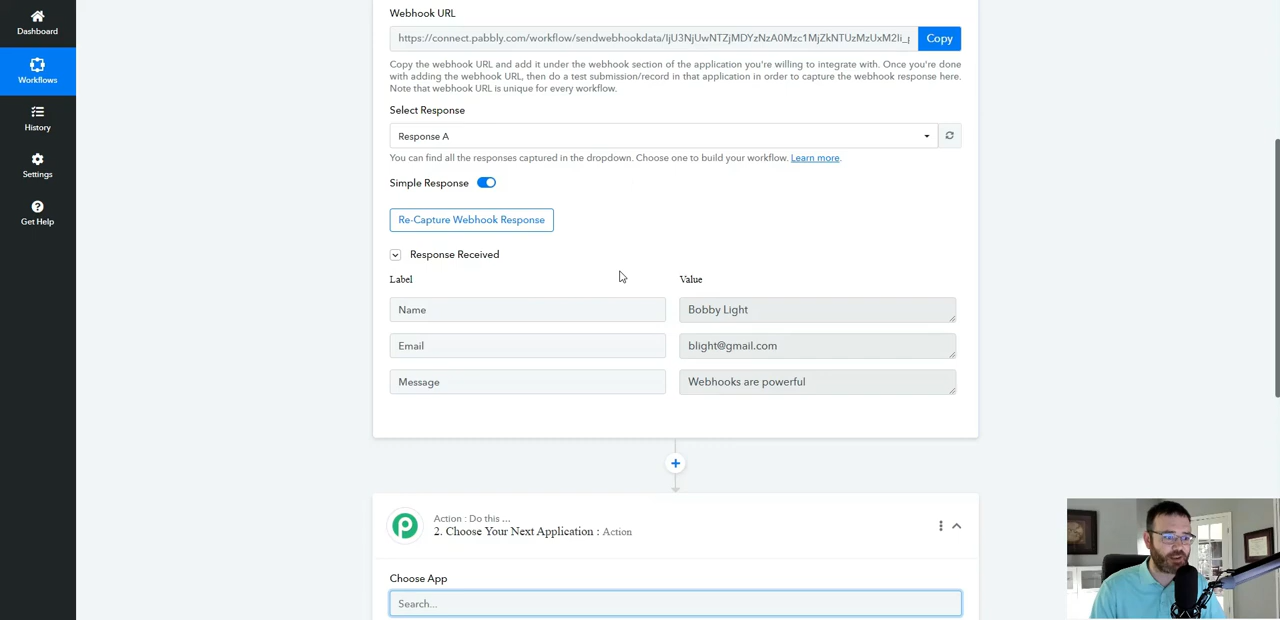 Dashboard
Workflows
History
Settings
Get Help
Webhook URL
https://connect.pabbly.com/workflow/sendwebhookdata/IjU3NjUwNTZjMDYzNzA0Mzc1MjZkNTUzMzUxM2Ii_p
Copy
Copy the webhook URL and add it under the webhook section of the application you're willing to integrate with. Once you're done
with adding the webhook URL, then do a test submission/record in that application in order to capture the webhook response here.
Note that webhook URL is unique for every workflow.
Select Response
Response A
You can find all the responses captured in the dropdown. Choose one to build your workflow. Learn more.
Simple Response
Re-Capture Webhook Response
Response Received
Label Value
Name Bobby Light
Email blight@gmail.com
Message Webhooks are powerful
Action : Do this ...
2. Choose Your Next Application : Action
Choose App
Search...